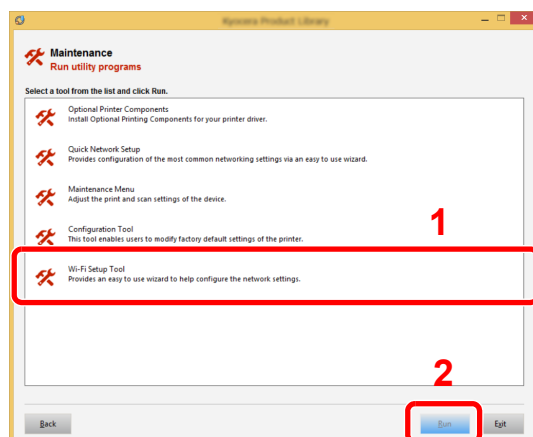 Kyocera Product Library
Maintenance
Run utility programs
Select a tool from the list and click Run.
Optional Printer Components
Install Optional Printing Components for your printer driver.
Quick Network Setup
Provides configuration of the most common networking settings via an easy to use wizard.
Maintenance Menu
Adjust the print and scan settings of the device.
1
Configuration Tool
This tool enables users to modify factory default settings of the printer.
Wi-Fi Setup Tool
Provides an easy to use wizard to help configure the network settings.
2
Back
Run
Exit